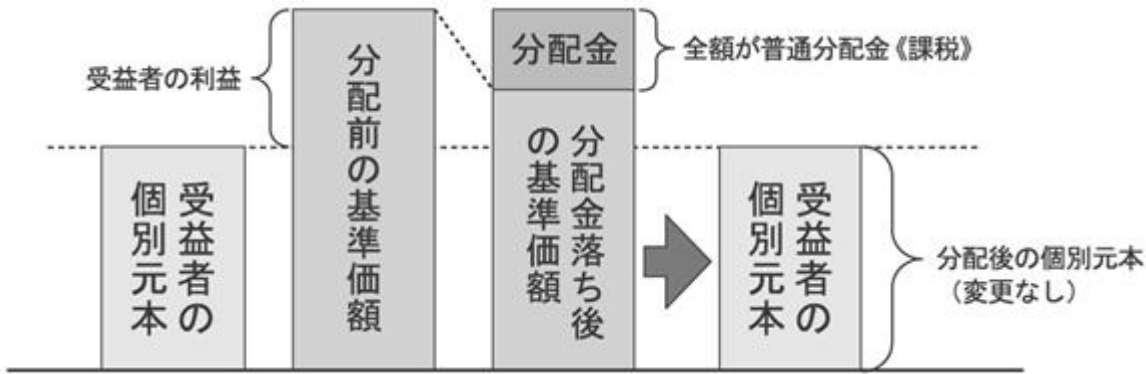 受益者の利益
受益者の
個別元本
分配前の基準価額
分配金
全額が普通分配金《課税》
分配金落ち後
の基準価額
受益者の
個別元本
分配後の個別元本
（変更なし）